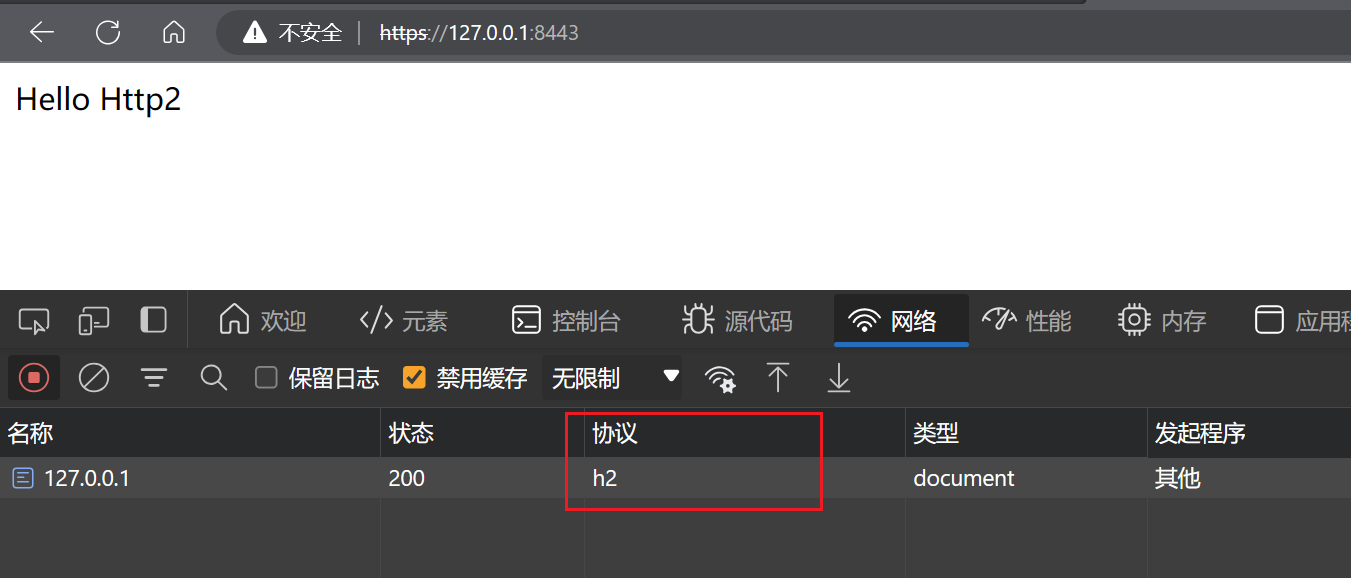 不安全 | https://127.0.0.1:8443
Hello Http2
欢迎 元素 控制台 源代码 网络 性能 内存 应用程
保留日志 禁用缓存 无限制
名称 状态 协议 类型 发起程序
127.0.0.1 200 h2 document 其他